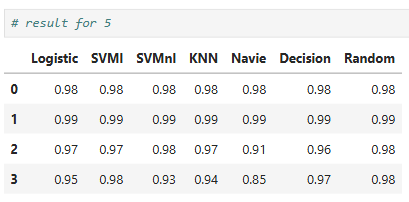 # result for 5
Logistic SVMl SVMnl KNN Navie Decision Random
0 0.98 0.98 0.98 0.98 0.98 0.98 0.98
1 0.99 0.99 0.99 0.99 0.99 0.99 0.99
2 0.97 0.97 0.98 0.97 0.91 0.96 0.98
3 0.95 0.98 0.93 0.94 0.85 0.97 0.98